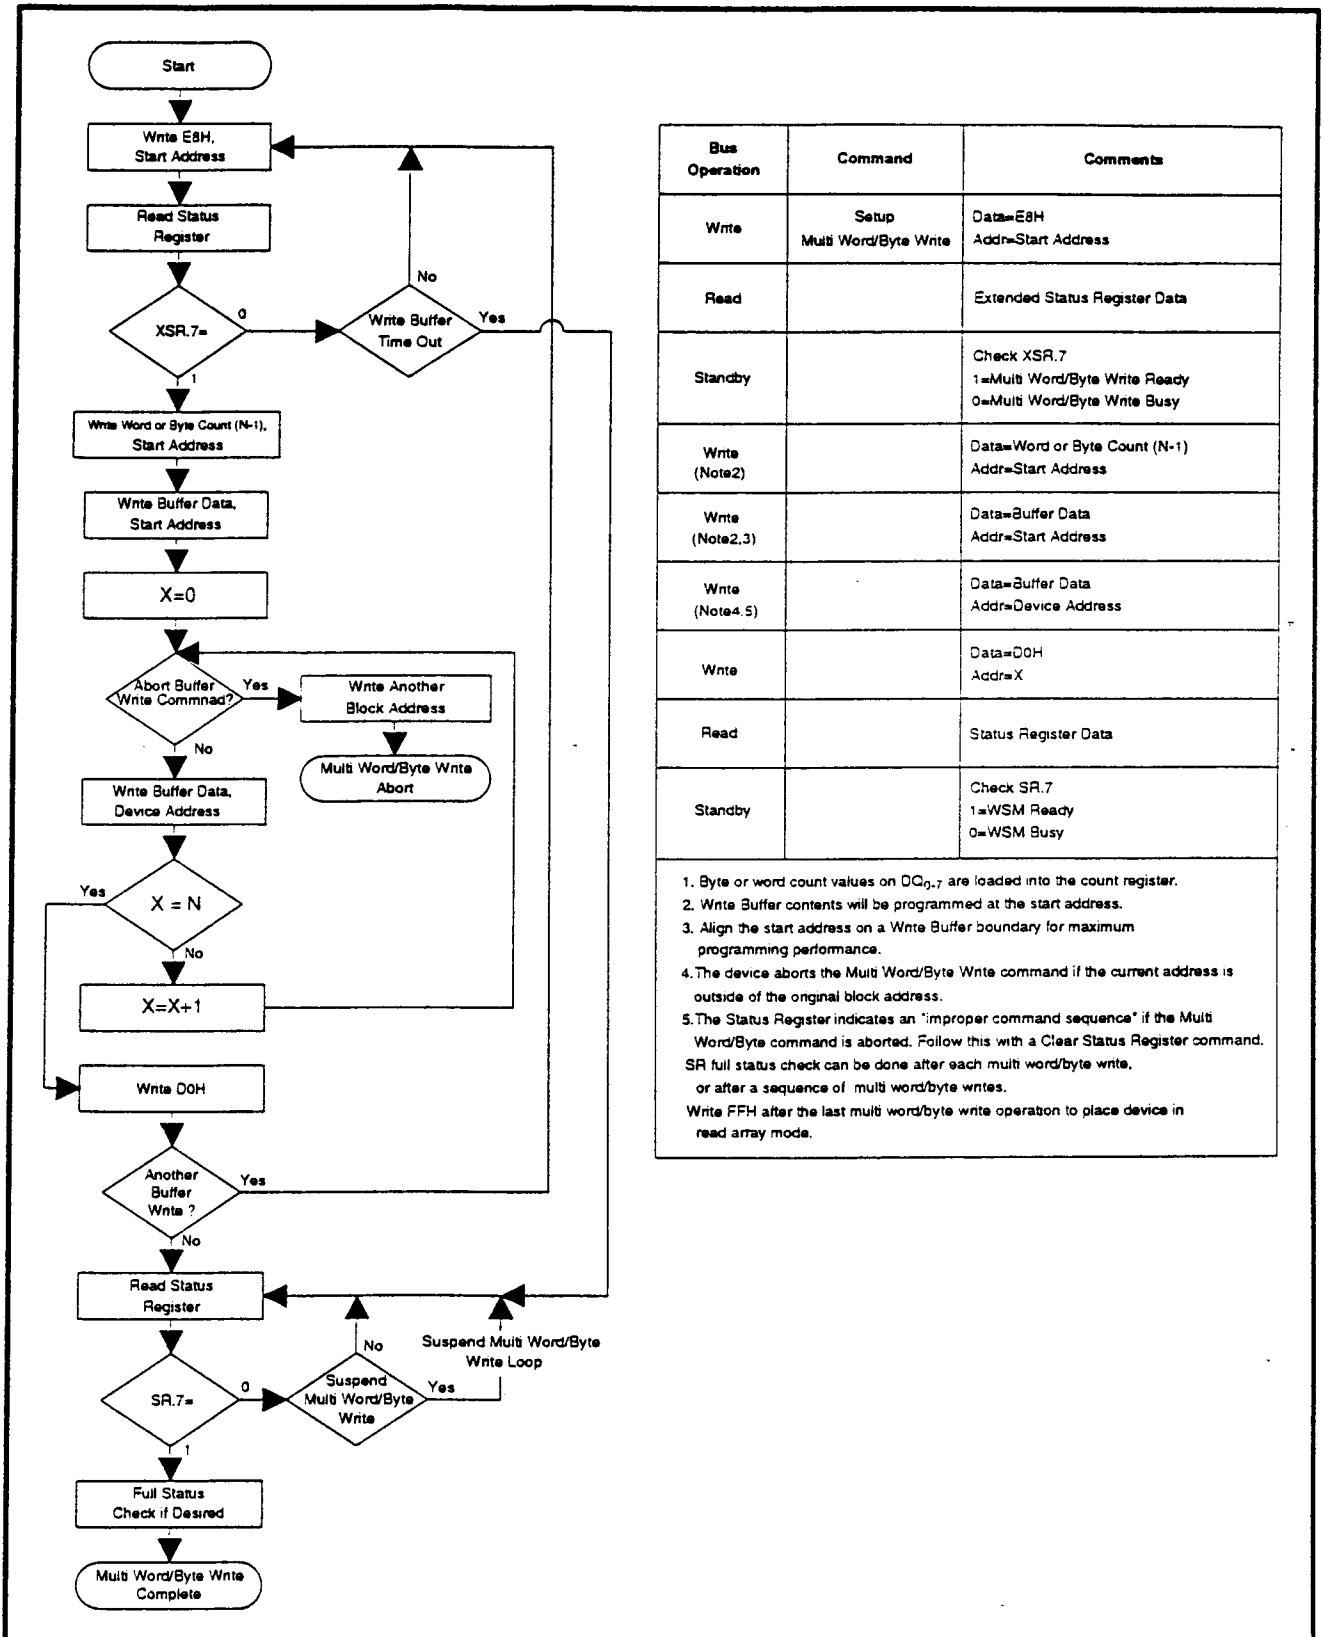 Start
Write E8H,
Start Address
Read Status
Register
XSR.7=
0
1
No
Write Buffer
Time Out
Yes
Write Word or Byte Count (N-1),
Start Address
Write Buffer Data,
Start Address
X=0
Abort Buffer
Write Commnad?
Yes
No
Write Another
Block Address
Multi Word/Byte Write
Abort
Write Buffer Data,
Device Address
Yes
X = N
No
X=X+1
Write D0H
Another
Buffer
Write ?
Yes
No
Read Status
Register
No
Suspend Multi Word/Byte
Write Loop
SR.7=
0
1
Suspend
Multi Word/Byte
Write
Yes
Full Status
Check if Desired
Multi Word/Byte Write
Complete
Bus
Operation
Command
Comments
Write
Setup
Multi Word/Byte Write
Data=E8H
Addr=Start Address
Read
Extended Status Register Data
Standby
Check XSR.7
1=Multi Word/Byte Write Ready
0=Multi Word/Byte Write Busy
Write
(Note2)
Data=Word or Byte Count (N-1)
Addr=Start Address
Write
(Note2,3)
Data=Buffer Data
Addr=Start Address
Write
(Note4,5)
Data=Buffer Data
Addr=Device Address
Write
Data=D0H
Addr=X
Read
Status Register Data
Standby
Check SR.7
1=WSM Ready
0=WSM Busy
1. Byte or word count values on DQ0-7 are loaded into the count register.
2. Write Buffer contents will be programmed at the start address.
3. Align the start address on a Write Buffer boundary for maximum
programming performance.
4.The device aborts the Multi Word/Byte Write command if the current address is
outside of the original block address.
5.The Status Register indicates an "improper command sequence" if the Multi
Word/Byte command is aborted. Follow this with a Clear Status Register command.
SR full status check can be done after each multi word/byte write,
or after a sequence of multi word/byte writes.
Write FFH after the last multi word/byte write operation to place device in
read array mode.